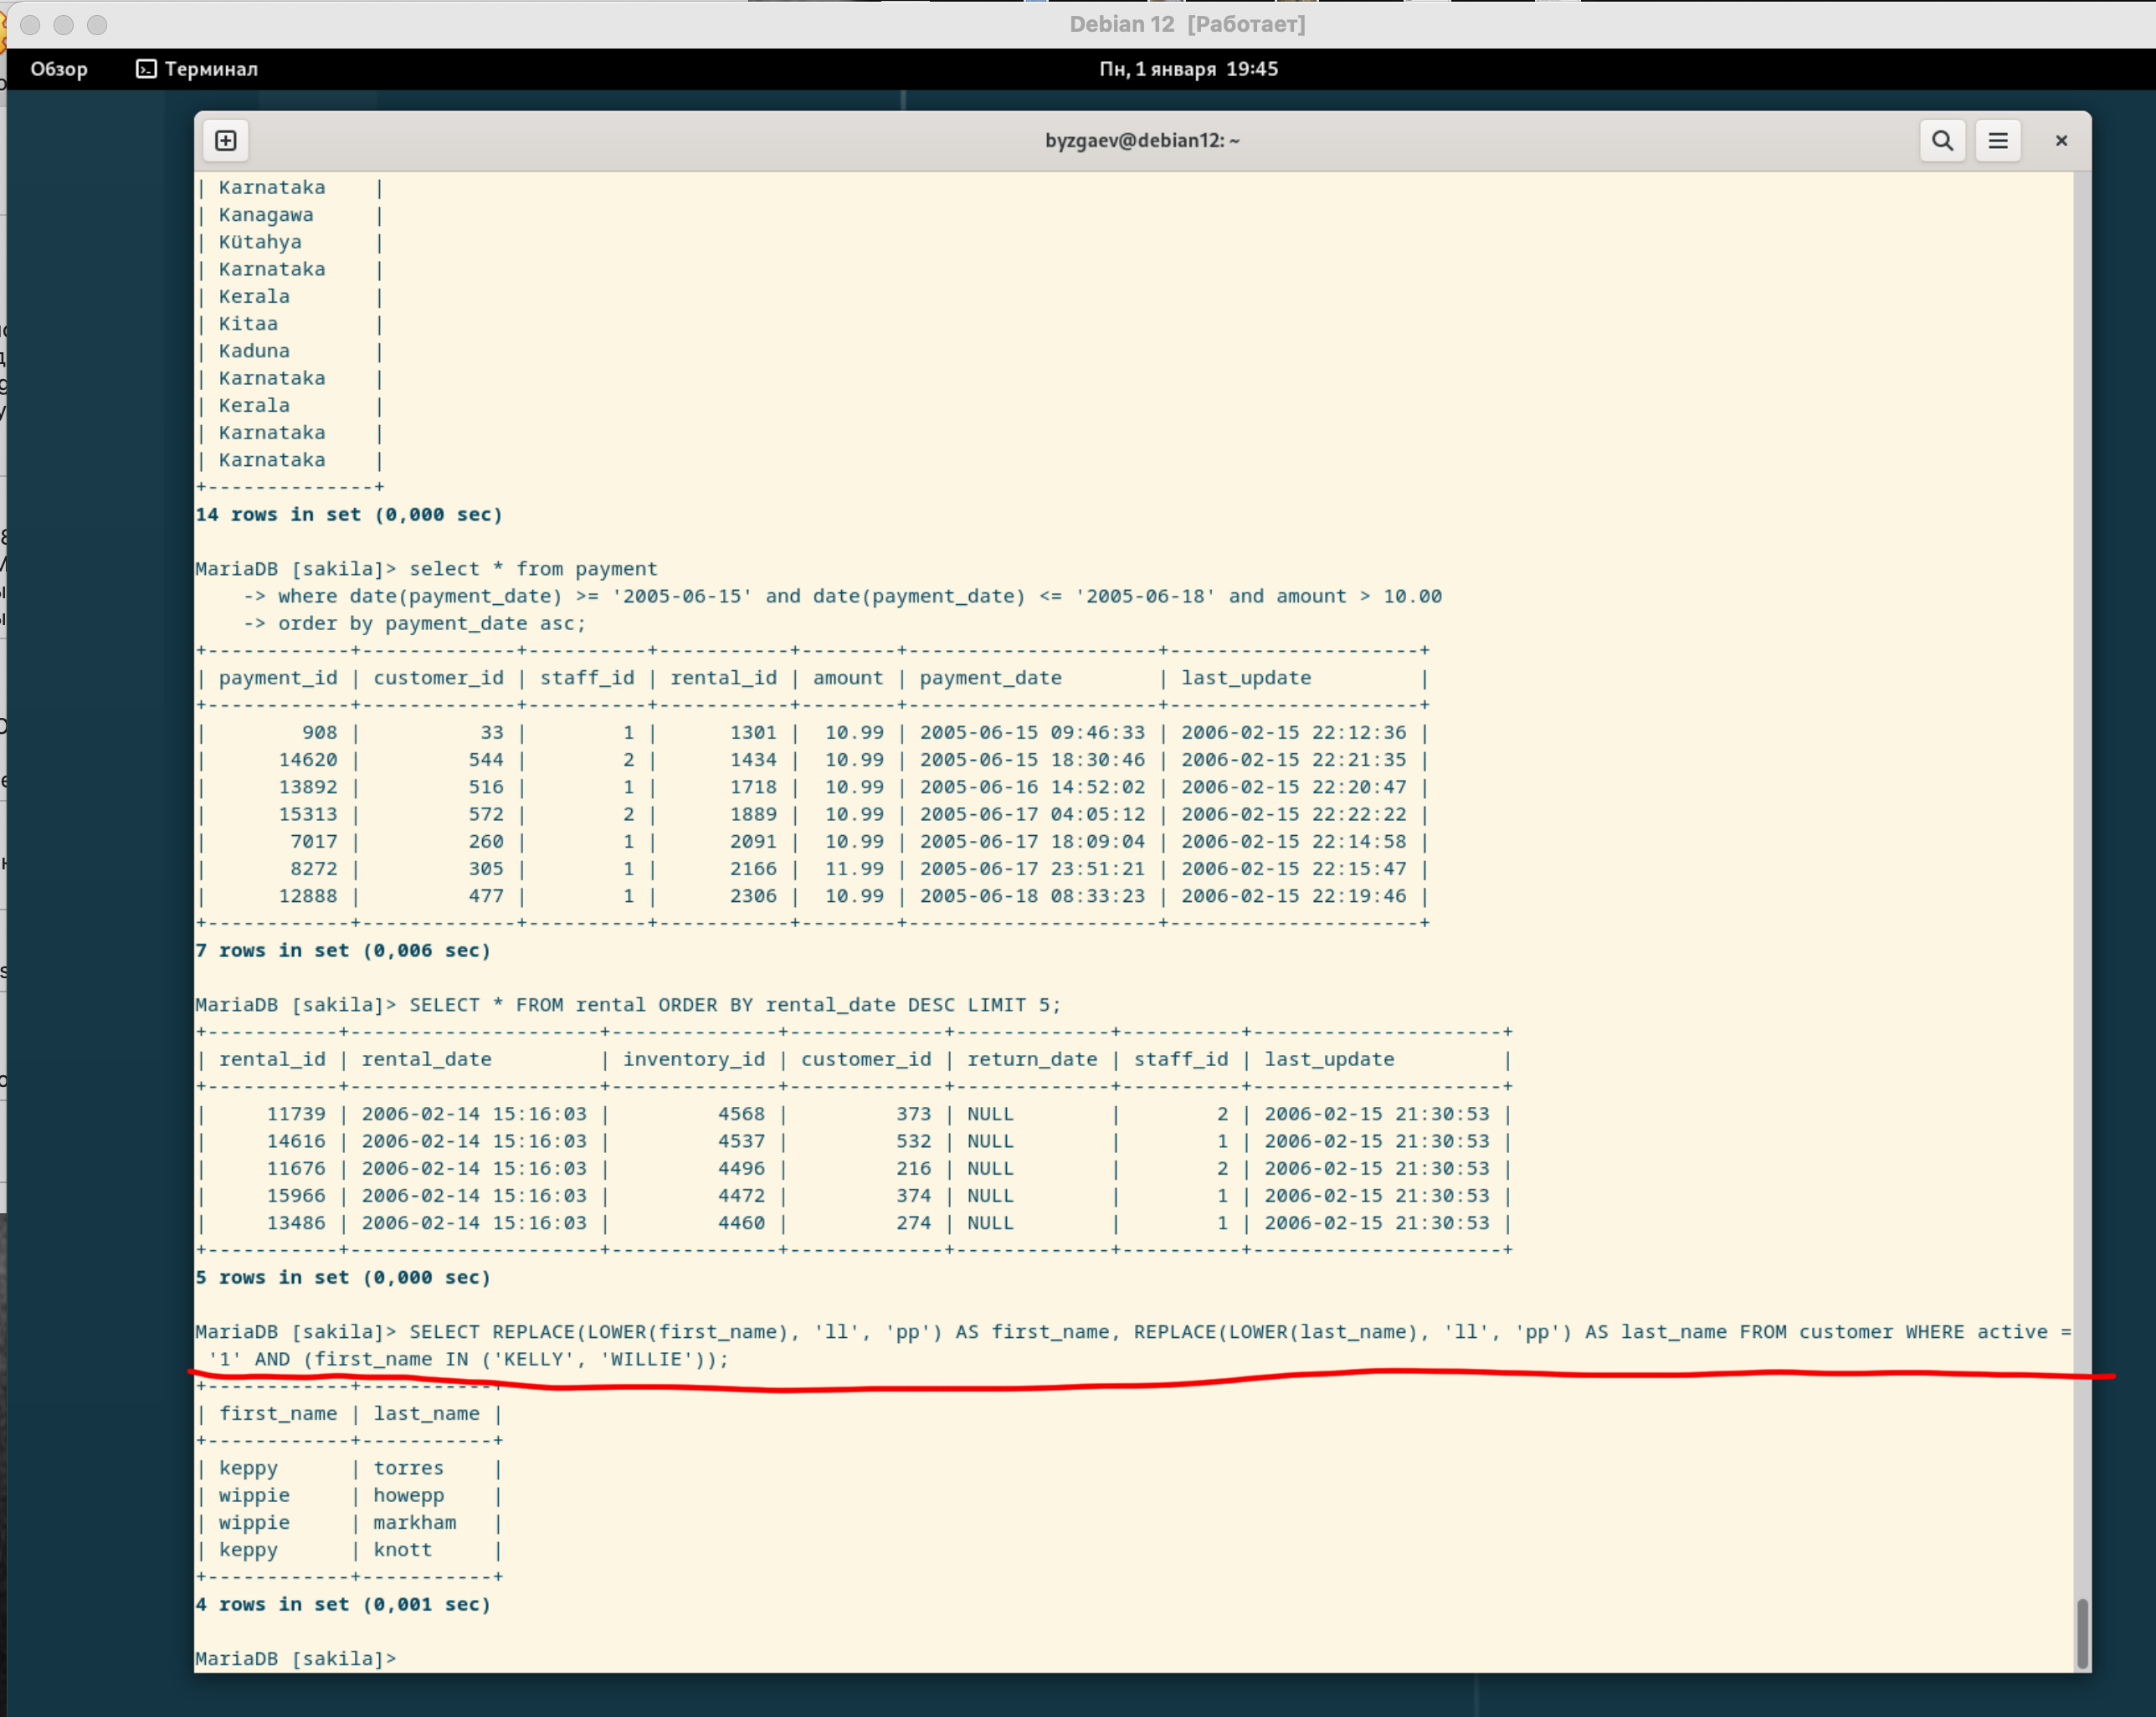 Debian 12 [Работает]
Обзор Терминал Пн, 1 января 19:45
byzgaev@debian12: ~
| Karnataka    |
| Kanagawa     |
| Kütahya      |
| Karnataka    |
| Kerala       |
| Kitaa        |
| Kaduna       |
| Karnataka    |
| Kerala       |
| Karnataka    |
| Karnataka    |
+--------------+
14 rows in set (0,000 sec)
MariaDB [sakila]> select * from payment
    -> where date(payment_date) >= '2005-06-15' and date(payment_date) <= '2005-06-18' and amount > 10.00
    -> order by payment_date asc;
+------------+-------------+----------+-----------+--------+---------------------+---------------------+
| payment_id | customer_id | staff_id | rental_id | amount | payment_date        | last_update         |
+------------+-------------+----------+-----------+--------+---------------------+---------------------+
|        908 |          33 |        1 |      1301 |  10.99 | 2005-06-15 09:46:33 | 2006-02-15 22:12:36 |
|      14620 |         544 |        2 |      1434 |  10.99 | 2005-06-15 18:30:46 | 2006-02-15 22:21:35 |
|      13892 |         516 |        1 |      1718 |  10.99 | 2005-06-16 14:52:02 | 2006-02-15 22:20:47 |
|      15313 |         572 |        2 |      1889 |  10.99 | 2005-06-17 04:05:12 | 2006-02-15 22:22:22 |
|       7017 |         260 |        1 |      2091 |  10.99 | 2005-06-17 18:09:04 | 2006-02-15 22:14:58 |
|       8272 |         305 |        1 |      2166 |  11.99 | 2005-06-17 23:51:21 | 2006-02-15 22:15:47 |
|      12888 |         477 |        1 |      2306 |  10.99 | 2005-06-18 08:33:23 | 2006-02-15 22:19:46 |
+------------+-------------+----------+-----------+--------+---------------------+---------------------+
7 rows in set (0,006 sec)
MariaDB [sakila]> SELECT * FROM rental ORDER BY rental_date DESC LIMIT 5;
+-----------+---------------------+--------------+-------------+-------------+----------+---------------------+
| rental_id | rental_date         | inventory_id | customer_id | return_date | staff_id | last_update         |
+-----------+---------------------+--------------+-------------+-------------+----------+---------------------+
|     11739 | 2006-02-14 15:16:03 |         4568 |         373 | NULL        |        2 | 2006-02-15 21:30:53 |
|     14616 | 2006-02-14 15:16:03 |         4537 |         532 | NULL        |        1 | 2006-02-15 21:30:53 |
|     11676 | 2006-02-14 15:16:03 |         4496 |         216 | NULL        |        2 | 2006-02-15 21:30:53 |
|     15966 | 2006-02-14 15:16:03 |         4472 |         374 | NULL        |        1 | 2006-02-15 21:30:53 |
|     13486 | 2006-02-14 15:16:03 |         4460 |         274 | NULL        |        1 | 2006-02-15 21:30:53 |
+-----------+---------------------+--------------+-------------+-------------+----------+---------------------+
5 rows in set (0,000 sec)
MariaDB [sakila]> SELECT REPLACE(LOWER(first_name), 'll', 'pp') AS first_name, REPLACE(LOWER(last_name), 'll', 'pp') AS last_name FROM customer WHERE active =
 '1' AND (first_name IN ('KELLY', 'WILLIE'));
+------------+-----------+
| first_name | last_name |
+------------+-----------+
| keppy      | torres    |
| wippie     | howepp    |
| wippie     | markham   |
| keppy      | knott     |
+------------+-----------+
4 rows in set (0,001 sec)
MariaDB [sakila]>